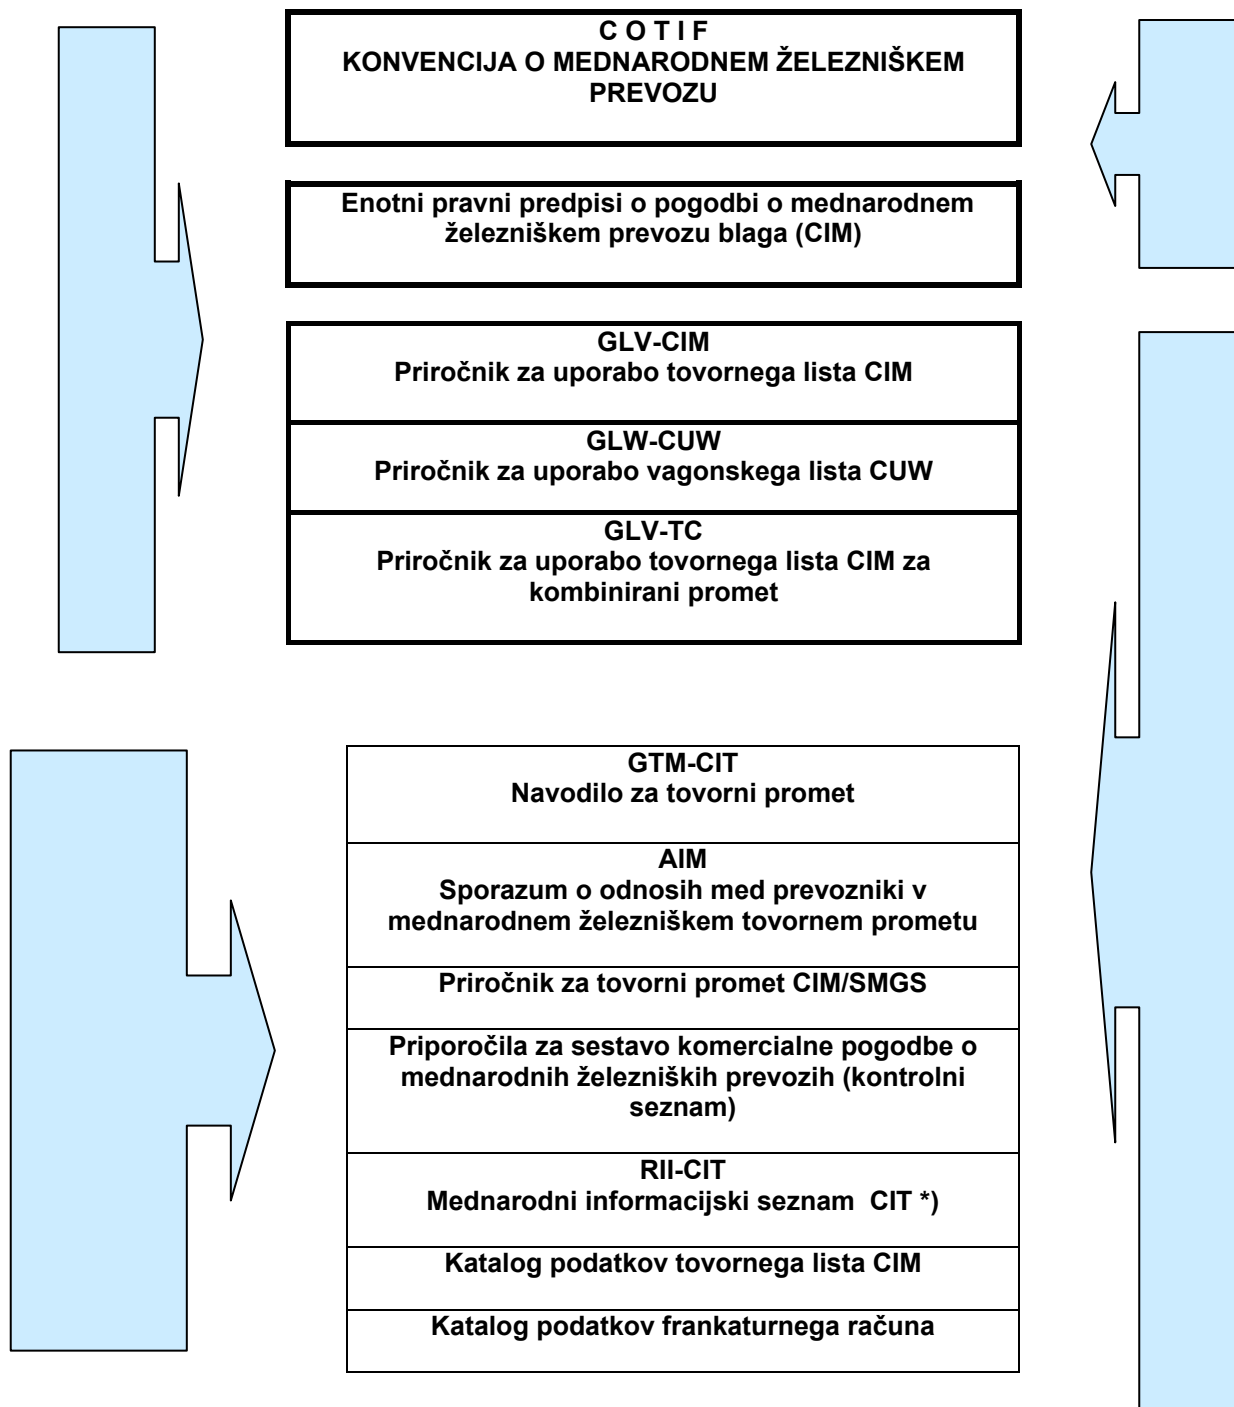 C O T I F
KONVENCIJA O MEDNARODNEM ŽELEZNIŠKEM
PREVOZU
Enotni pravni predpisi o pogodbi o mednarodnem
železniškem prevozu blaga (CIM)
GLV-CIM
Priročnik za uporabo tovornega lista CIM
GLW-CUW
Priročnik za uporabo vagonskega lista CUW
GLV-TC
Priročnik za uporabo tovornega lista CIM za
kombinirani promet
GTM-CIT
Navodilo za tovorni promet
AIM
Sporazum o odnosih med prevozniki v
mednarodnem železniškem tovornem prometu
Priročnik za tovorni promet CIM/SMGS
Priporočila za sestavo komercialne pogodbe o
mednarodnih železniških prevozih (kontrolni
seznam)
RII-CIT
Mednarodni informacijski seznam  CIT *)
Katalog podatkov tovornega lista CIM
Katalog podatkov frankaturnega računa